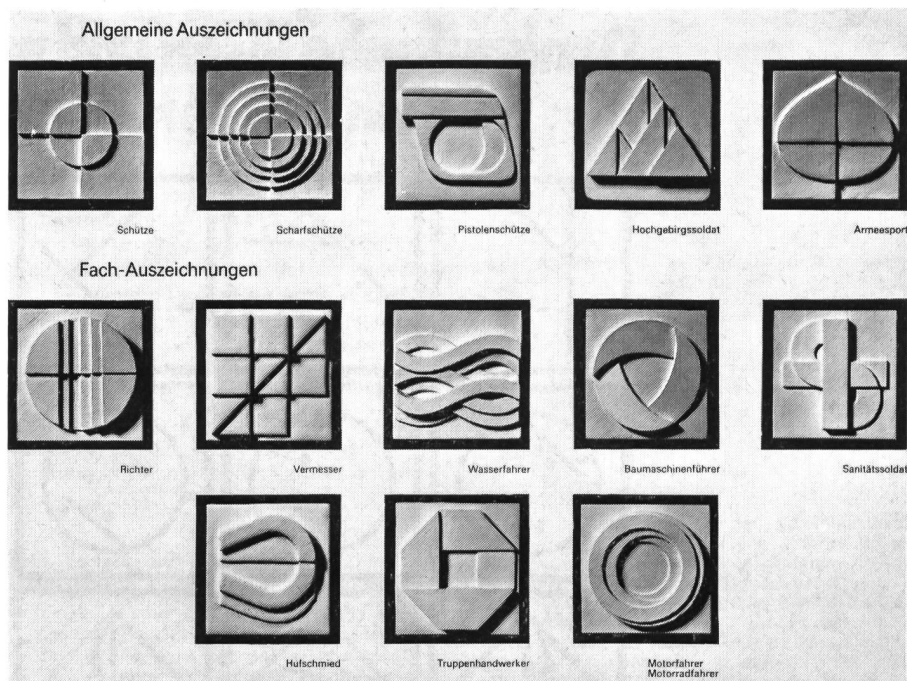 Allgemeine Auszeichnungen
Schütze
Scharfschütze
Pistolenschütze
Hochgebirgssoldat
Armeesport
Fach-Auszeichnungen
Richter
Vermesser
Wasserfahrer
Baumaschinenführer
Sanitätssoldat
Hufschmied
Truppenhandwerker
Motorfahrer
Motorradfahrer